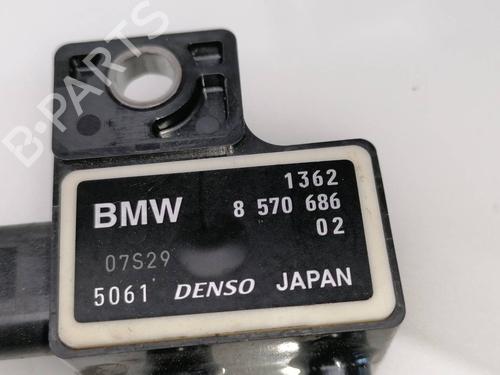 B-PARTS
1362
BMW 8 570 686
02
07S29
5061 DENSO JAPAN